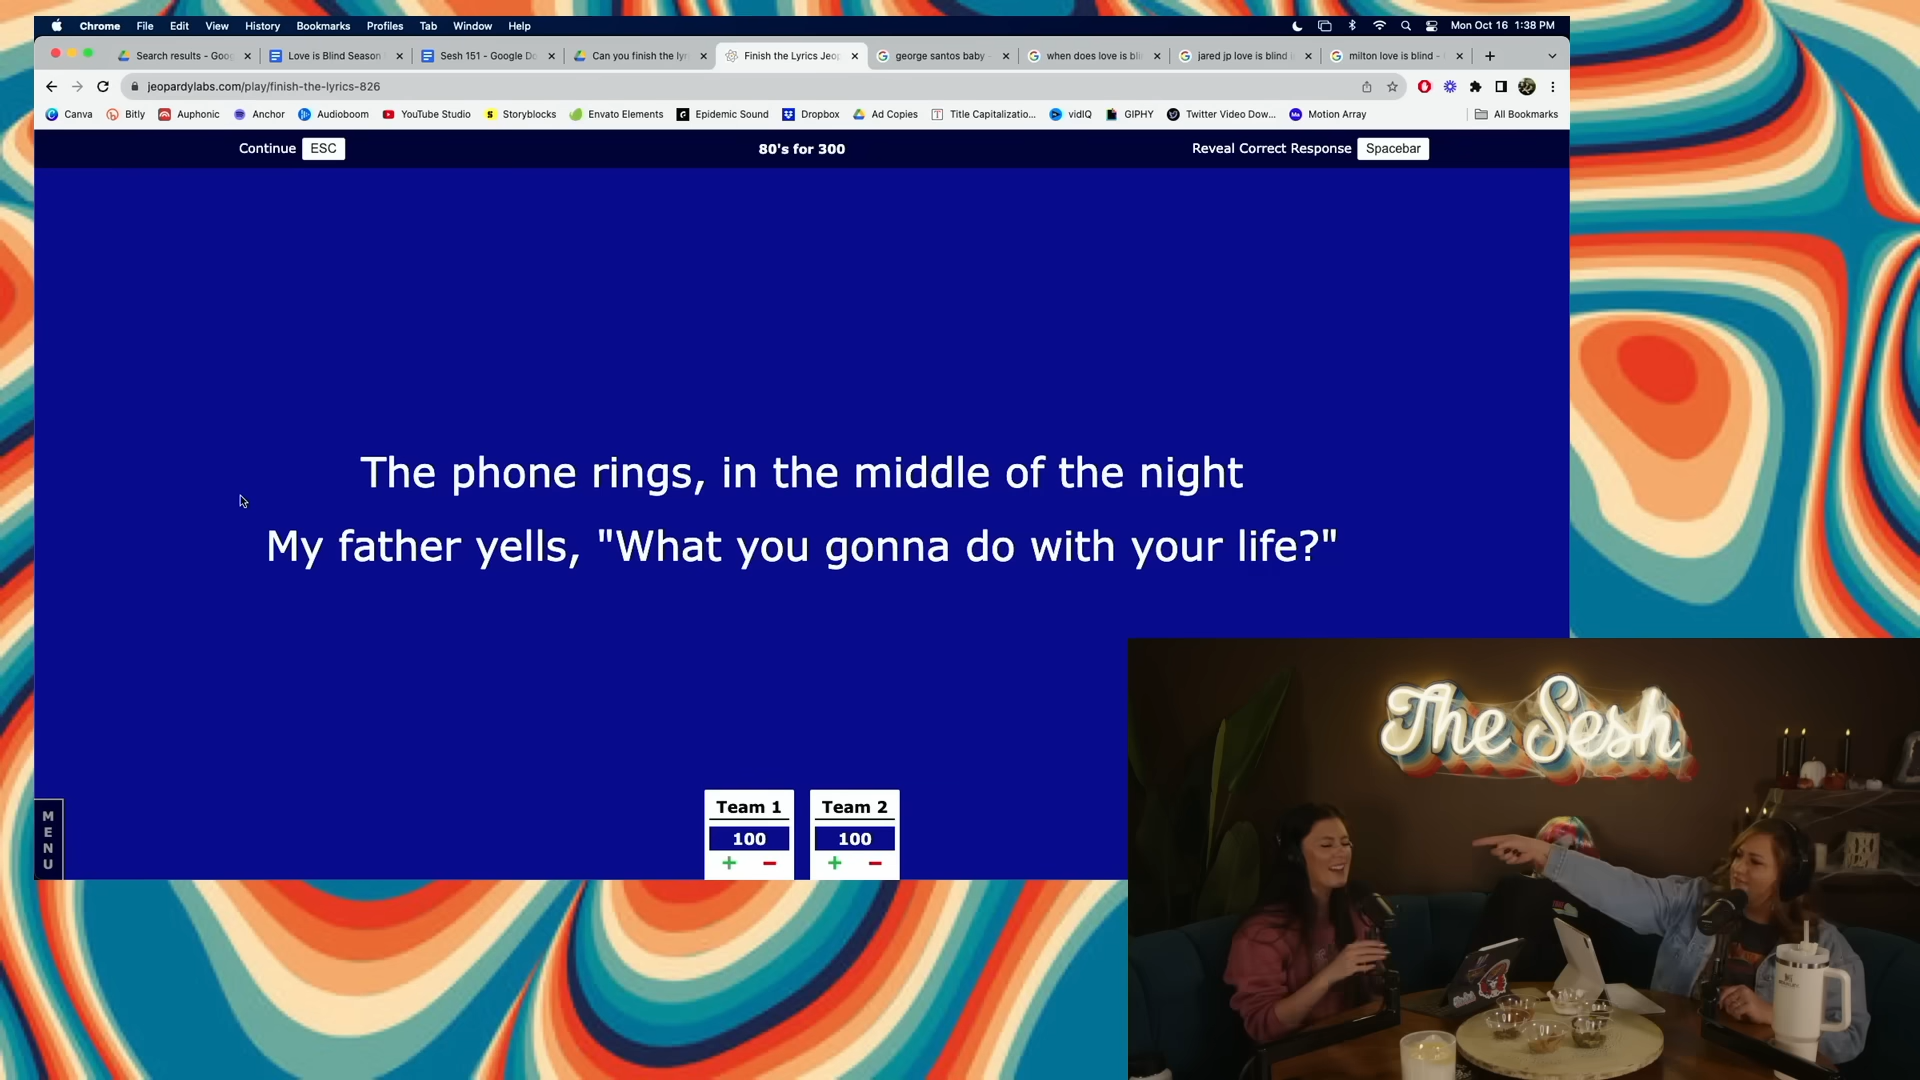 Chrome File Edit View History Bookmarks Profiles Tab Window Help
Mon Oct 16 1:38 PM
Search results - Goog
Love is Blind Season
Sesh 151 - Google Do
Can you finish the lyr
Finish the Lyrics Jeop
george santos baby -
when does love is bli
jared jp love is blind
milton love is blind -
jeopardylabs.com/play/finish-the-lyrics-826
Canva Bitly Auphonic Anchor Audioboom YouTube Studio Storyblocks Envato Elements Epidemic Sound Dropbox Ad Copies Title Capitalizatio... vidIQ GIPHY Twitter Video Dow... Motion Array All Bookmarks
Continue ESC
80's for 300
Reveal Correct Response Spacebar
The phone rings, in the middle of the night
My father yells, "What you gonna do with your life?"
MENU
Team 1 Team 2
100 100
+ − + −
The Sesh